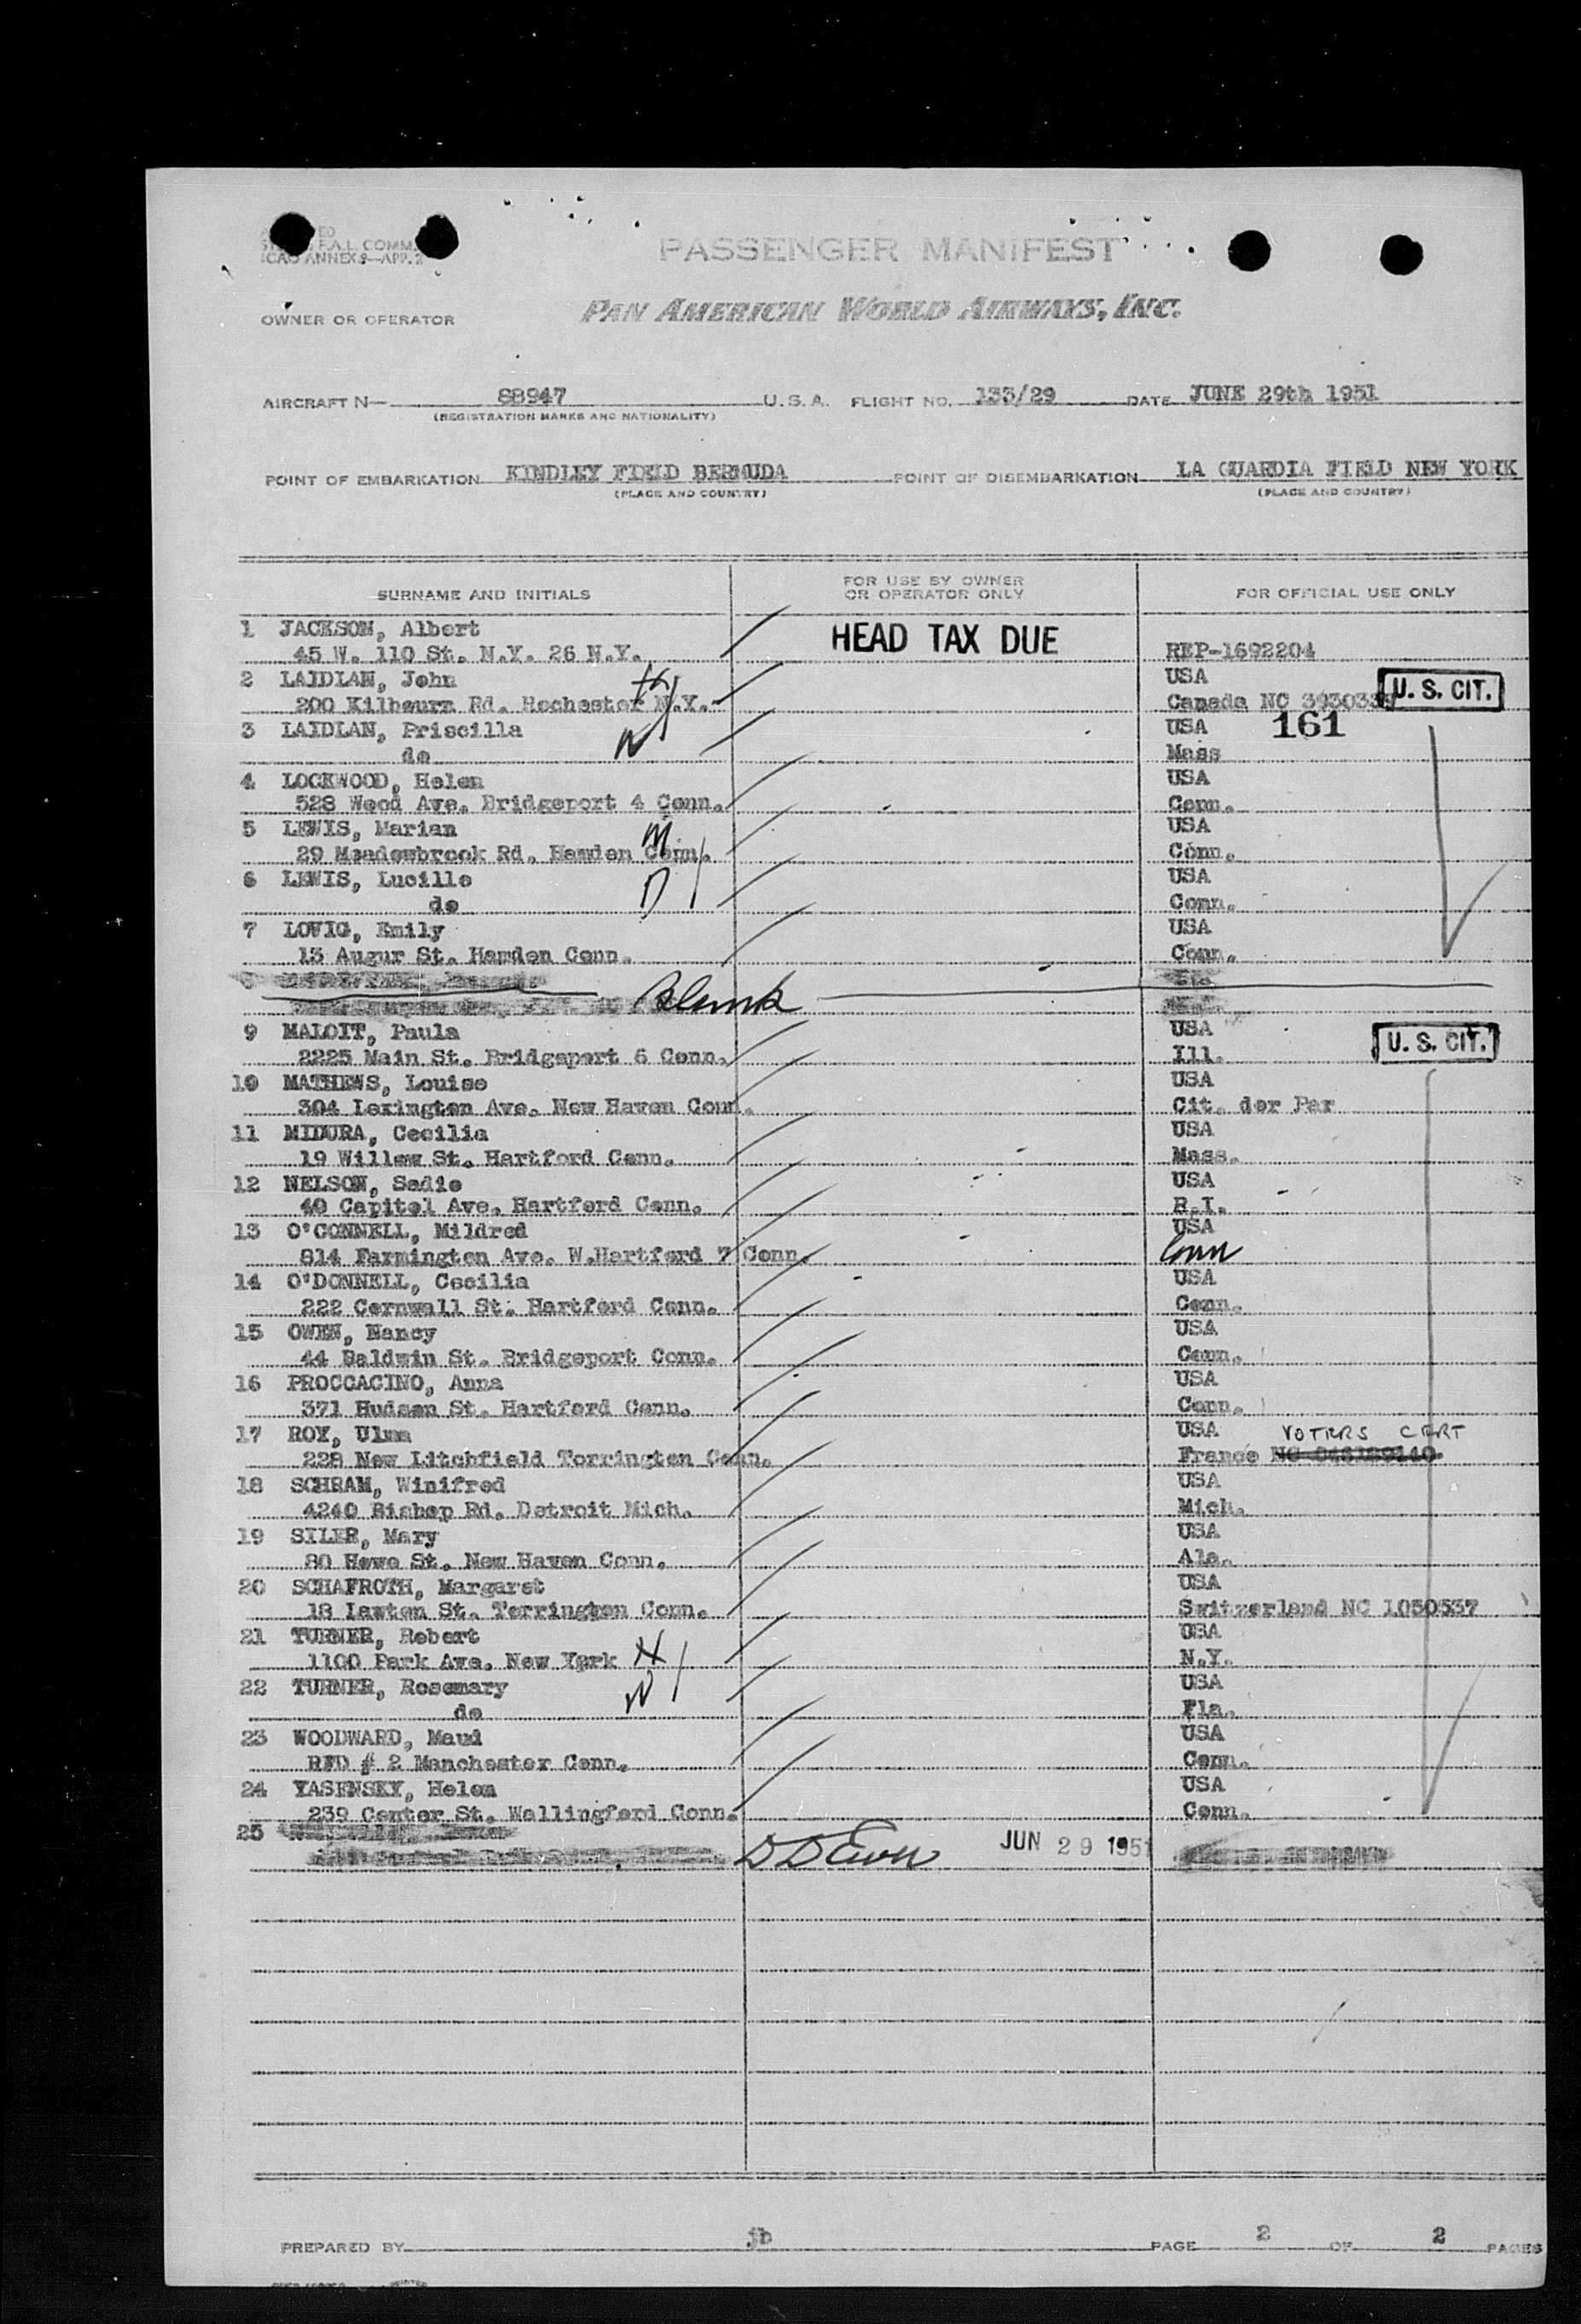 F.A.L. COMM.
ICAO ANNEX 9—APP. 2
PASSENGER MANIFEST
OWNER OR OPERATOR PAN AMERICAN WORLD AIRWAYS, INC.
AIRCRAFT N— 88947 U.S.A. FLIGHT NO. 133/29 DATE JUNE 29th 1951
(REGISTRATION MARKS AND NATIONALITY)
POINT OF EMBARKATION KINDLEY FIELD BERMUDA POINT OF DISEMBARKATION LA GUARDIA FIELD NEW YORK
(PLACE AND COUNTRY) (PLACE AND COUNTRY)
SURNAME AND INITIALS FOR USE BY OWNER OR OPERATOR ONLY FOR OFFICIAL USE ONLY
1 JACKSON, Albert HEAD TAX DUE
45 W. 110 St. N.Y. 26 N.Y. REP-1692204
2 LAIDLAN, John USA U. S. CIT.
200 Kilbourn Rd. Rochester N.Y. Canada NC
3 LAIDLAN, Priscilla W USA 161
do Mass
4 LOCKWOOD, Helen USA
528 Wood Ave. Bridgeport 4 Conn. Conn.
5 LEWIS, Marian M USA
29 Meadowbrook Rd. Hamden Conn. Conn.
6 LEWIS, Lucille D USA
do Conn.
7 LOVIG, Emily USA
13 Augur St. Hamden Conn. Conn.
Blank
9 MALOIT, Paula USA
2225 Main St. Bridgeport 6 Conn. Ill. U. S. CIT.
10 MATHEWS, Louise USA
304 Lexington Ave. New Haven Conn. Cit. der Par
11 MIDURA, Cecilia USA
19 Willow St. Hartford Conn. Mass.
12 NELSON, Sadie USA
40 Capitol Ave. Hartford Conn. R.I.
13 O'CONNELL, Mildred USA
814 Farmington Ave. W.Hartford 7 Conn. Conn
14 O'DONNELL, Cecilia USA
222 Cornwall St. Hartford Conn. Conn.
15 OWEN, Nancy USA
44 Baldwin St. Bridgeport Conn. Conn.
16 PROCCACINO, Anna USA
371 Hudson St. Hartford Conn. Conn.
17 ROY, Ulma USA VOTERS CERT
228 New Litchfield Torrington Conn. France
18 SCHRAM, Winifred USA
4240 Bishop Rd. Detroit Mich. Mich.
19 SILER, Mary USA
80 Howe St. New Haven Conn. Ala.
20 SCHAFROTH, Margaret USA
18 Lawton St. Torrington Conn. Switzerland NC 1050537
21 TURNER, Robert H USA
1100 Park Ave. New York N.Y.
22 TURNER, Rosemary W USA
do Fla.
23 WOODWARD, Maud USA
RFD # 2 Manchester Conn. Conn.
24 YASENSKY, Helen USA
239 Center St. Wallingford Conn. Conn.
25
JUN 29 1951
PREPARED BY jb PAGE 2 OF 2 PAGES